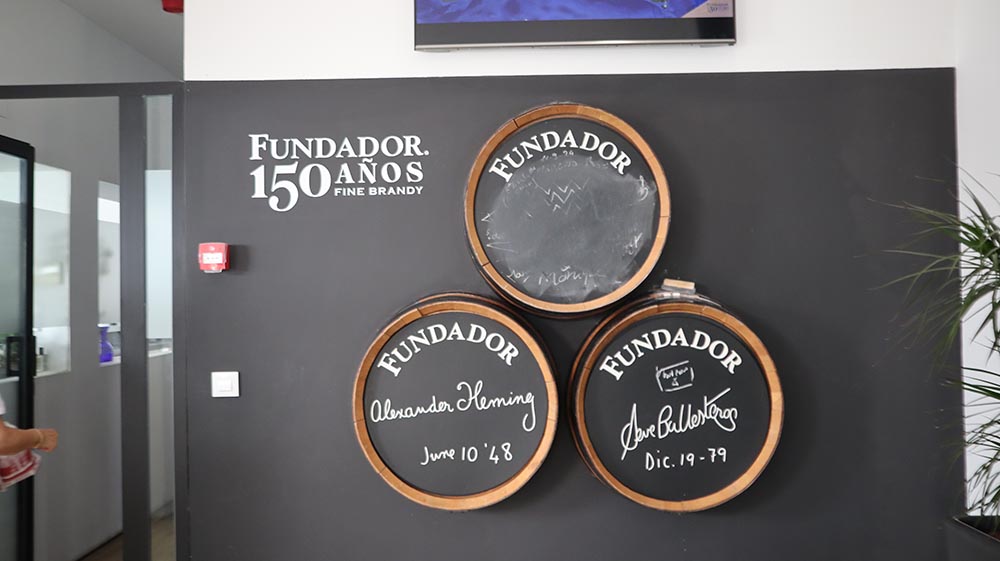 FUNDADOR.
150 AÑOS
FINE BRANDY
FUNDADOR
FUNDADOR
Alexander Fleming
June 10 '48
FUNDADOR
Seve Ballesteros
Dic. 19-79